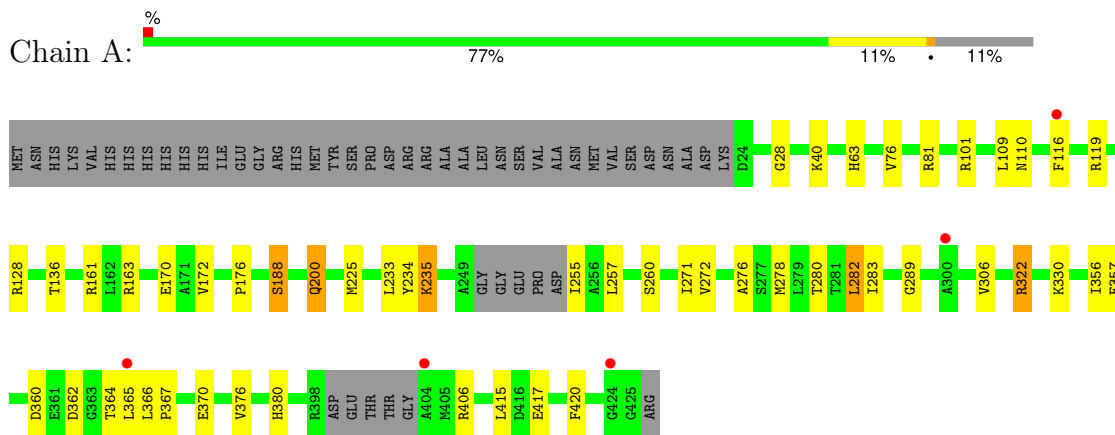 %
Chain A:
77% 11% • 11%
MET ASN HIS LYS VAL HIS HIS HIS HIS HIS HIS ILE GLU GLY ARG HIS MET TYR SER PRO ASP ARG ARG ALA ALA LEU ASN SER VAL ALA ASN MET VAL SER ASP ASN ALA ASP LYS D24 G28 K40 H63 V76 R81 R101 L109 N110 F116 R119
R128 T136 R161 L162 R163 E170 A171 V172 P176 S188 Q200 M225 L233 Y234 K235 A249 GLY GLY GLU PRO ASP I255 A256 L257 S260 I271 V272 A276 S277 M278 L279 T280 T281 L282 I283 G289 A300 V306 R322 K330 I356 E357
D360 E361 D362 G363 T364 L365 L366 P367 E370 V376 H380 R398 ASP GLU THR THR GLY A404 M405 R406 L415 D416 E417 F420 G424 G425 ARG